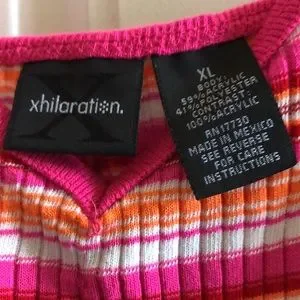 xhilaration.
XL
BODY:
59% ACRYLIC
41% POLYESTER
CONTRAST:
100% ACRYLIC
RN17730
MADE IN MEXICO
SEE REVERSE
FOR CARE
INSTRUCTIONS